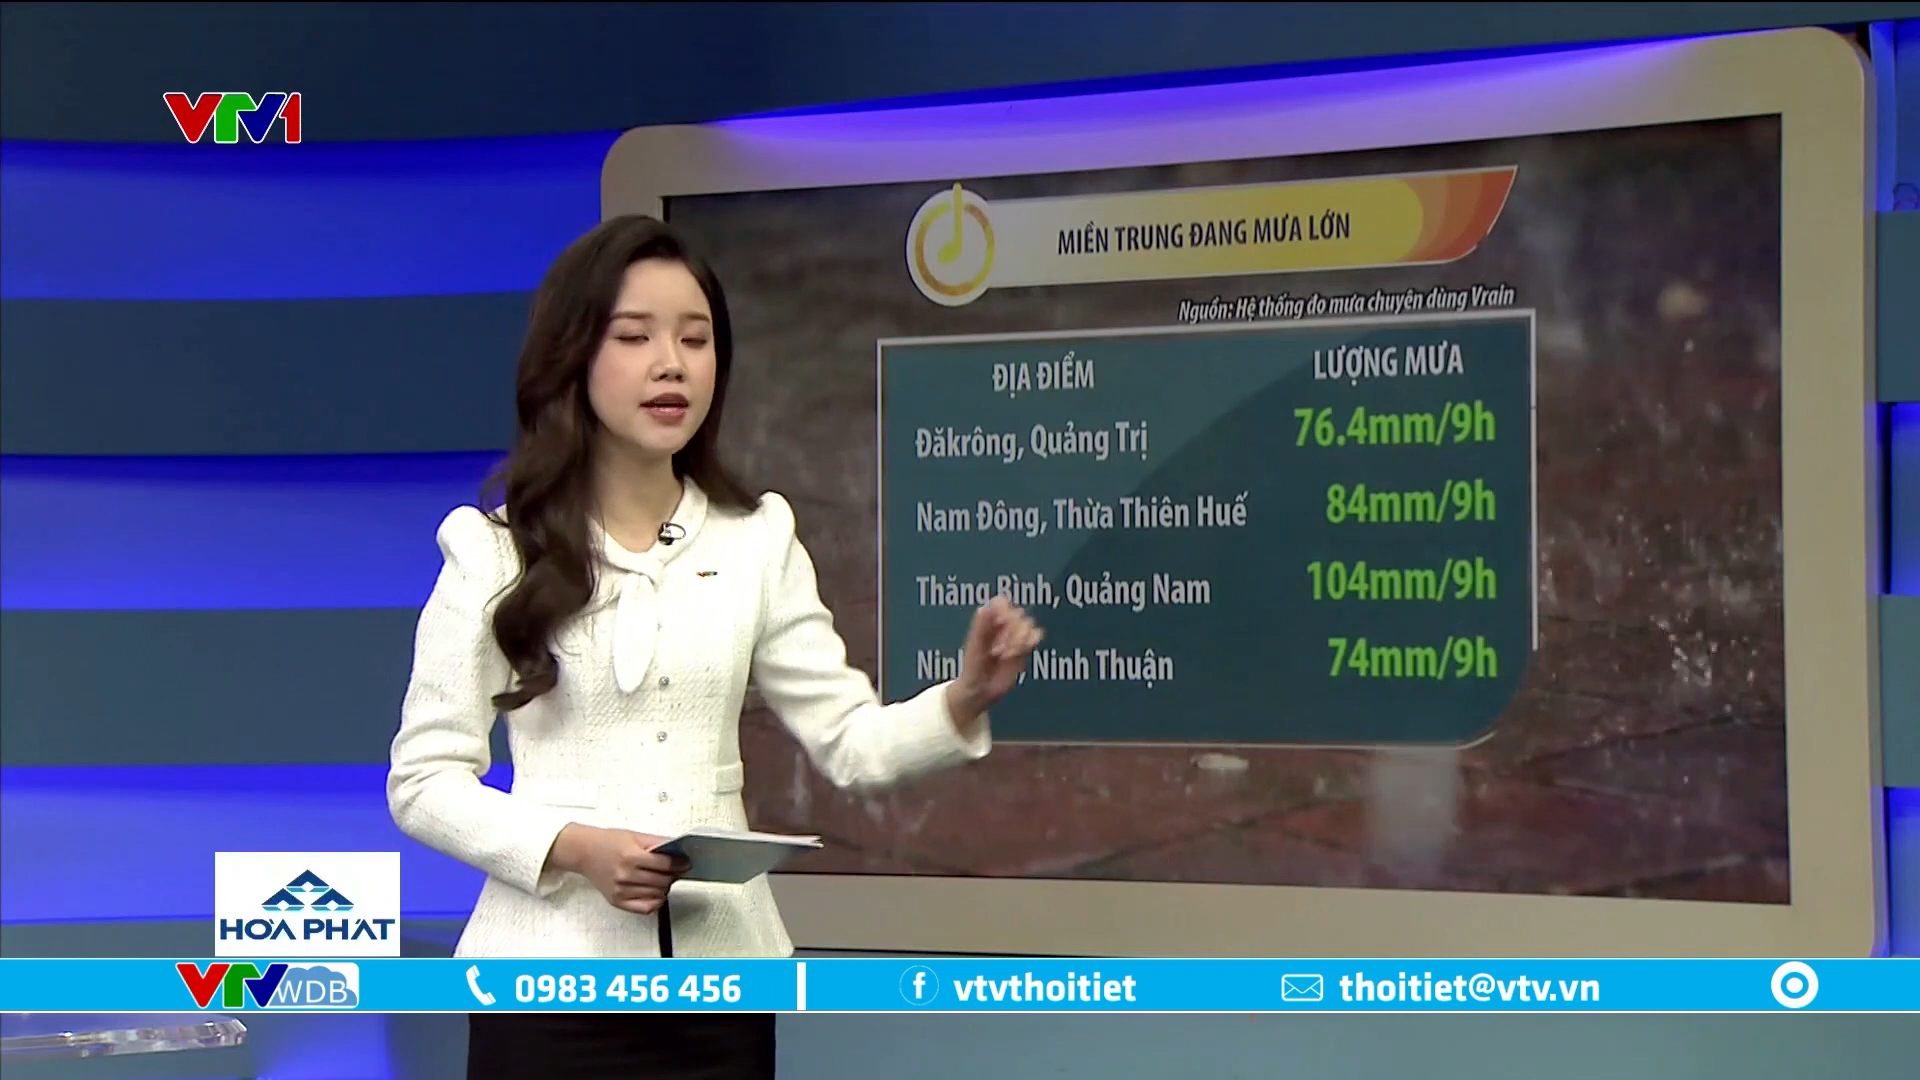 VTV1
MIỀN TRUNG ĐANG MƯA LỚN
Nguồn: Hệ thống đo mưa chuyên dùng Vrain
ĐỊA ĐIỂM LƯỢNG MƯA
Đăkrông, Quảng Trị 76.4mm/9h
Nam Đông, Thừa Thiên Huế 84mm/9h
Thăng Bình, Quảng Nam 104mm/9h
Ninh Thuận 74mm/9h
HÒA PHÁT
VTV WDB 0983 456 456 vtvthoitiet thoitiet@vtv.vn